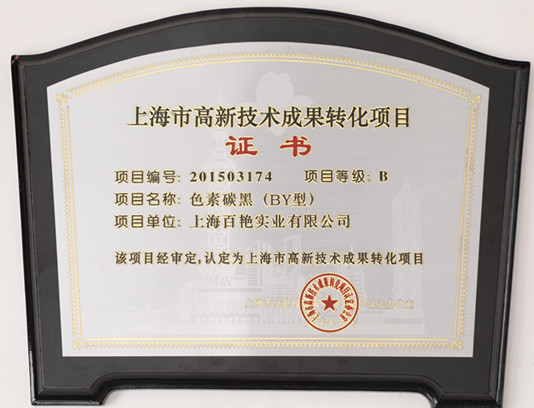 上海市高新技术成果转化项目
证书
项目编号: 201503174 项目等级: B
项目名称: 色素碳黑 (BY型)
项目单位: 上海百艳实业有限公司
该项目经审定,认定为上海市高新技术成果转化项目